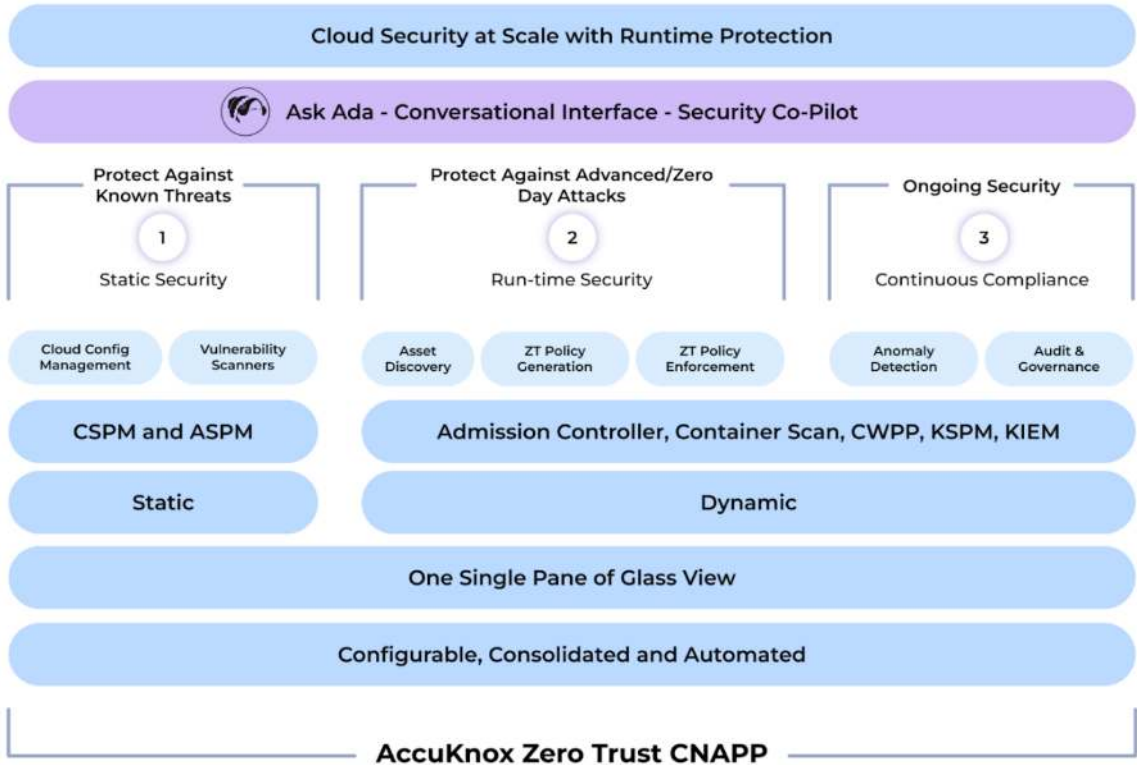 Cloud Security at Scale with Runtime Protection
Ask Ada - Conversational Interface - Security Co-Pilot
Protect Against
Known Threats
1
Static Security
Protect Against Advanced/Zero
Day Attacks
2
Run-time Security
Ongoing Security
3
Continuous Compliance
Cloud Config
Management
Vulnerability
Scanners
Asset
Discovery
ZT Policy
Generation
ZT Policy
Enforcement
Anomaly
Detection
Audit &
Governance
CSPM and ASPM
Admission Controller, Container Scan, CWPP, KSPM, KIEM
Static
Dynamic
One Single Pane of Glass View
Configurable, Consolidated and Automated
AccuKnox Zero Trust CNAPP